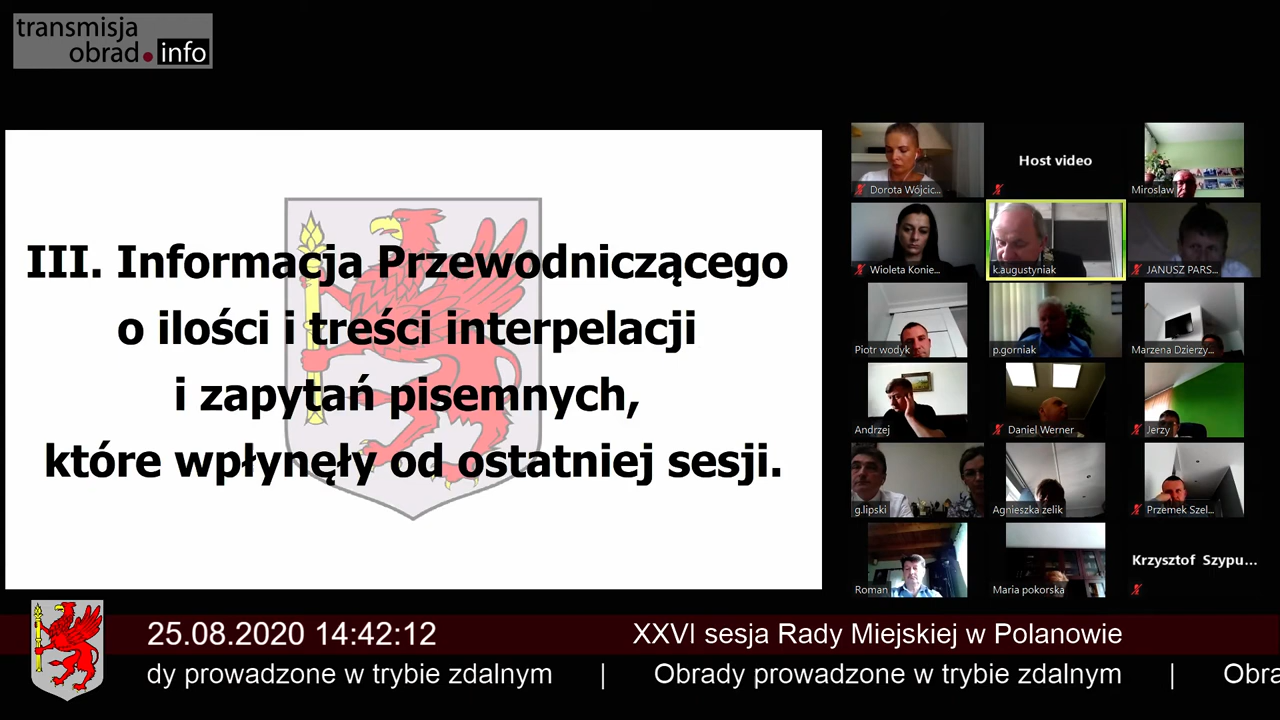 transmisja
obrad.info
III. Informacja Przewodniczącego
o ilości i treści interpelacji
i zapytań pisemnych,
które wpłynęły od ostatniej sesji.
Dorota Wójcic...
Host video
Mirosław
Wioleta Konie...
k.augustyniak
JANUSZ PARS...
Piotr wodyk
p.gorniak
Marzena Dzierzy...
Andrzej
Daniel Werner
Jerzy
g.lipski
Agnieszka żelik
Przemek Szel...
Roman
Maria pokorska
Krzysztof Szypu...
25.08.2020 14:42:12
XXVI sesja Rady Miejskiej w Polanowie
dy prowadzone w trybie zdalnym | Obrady prowadzone w trybie zdalnym | Obra